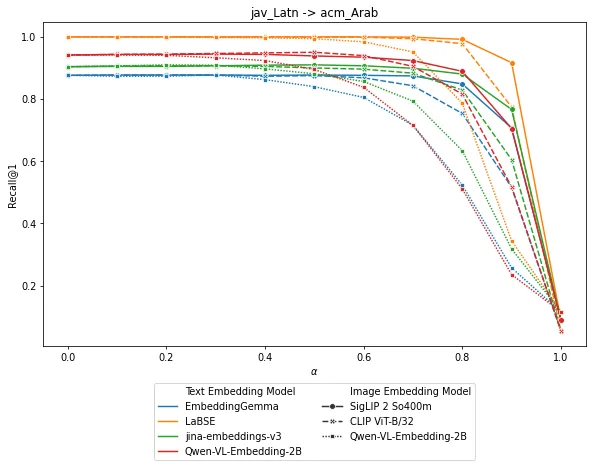 jav_Latn -> acm_Arab
Recall@1
1.0
0.8
0.6
0.4
0.2
0.0 0.2 0.4 0.6 0.8 1.0
α
Text Embedding Model
EmbeddingGemma
LaBSE
jina-embeddings-v3
Qwen-VL-Embedding-2B
Image Embedding Model
SigLIP 2 So400m
CLIP ViT-B/32
Qwen-VL-Embedding-2B